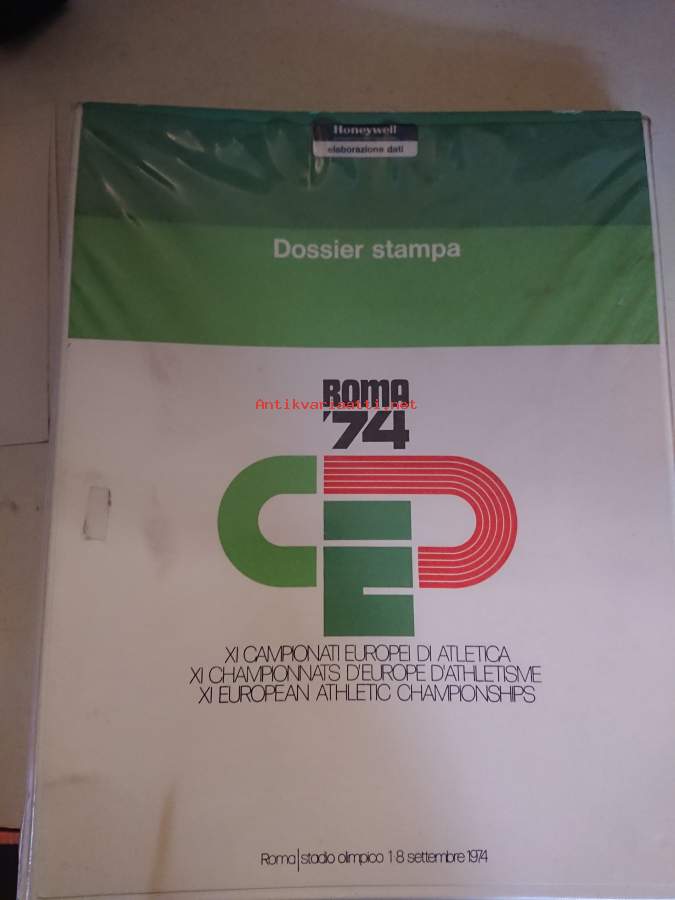 Honeywell
elaborazione dati
Dossier stampa
Roma
Antikvariaatti.net
'74
XI CAMPIONATI EUROPEI DI ATLETICA
XI CHAMPIONNATS D'EUROPE D'ATHLETISME
XI EUROPEAN ATHLETIC CHAMPIONSHIPS
Roma | stadio olimpico 1-8 settembre 1974